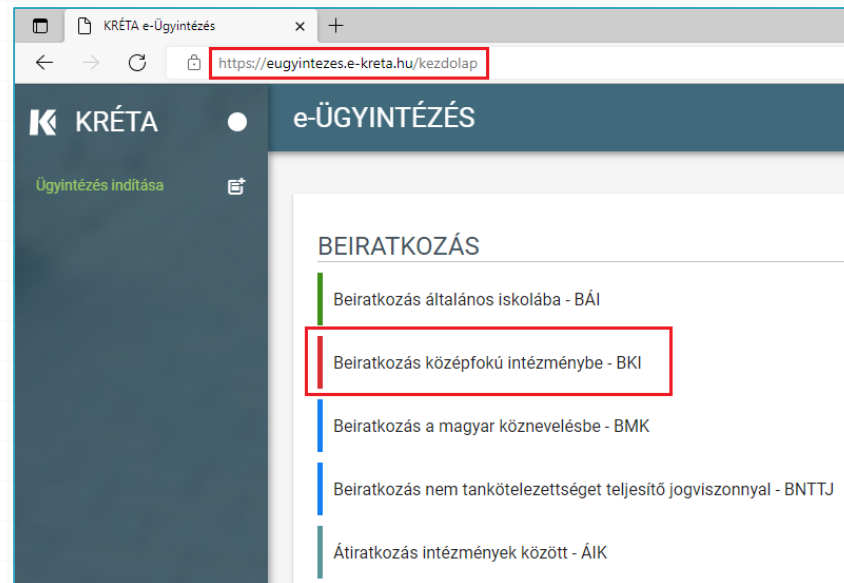 KRÉTA e-Ügyintézés
https://eugyintezes.e-kreta.hu/kezdolap
KRÉTA
e-ÜGYINTÉZÉS
Ügyintézés indítása
BEIRATKOZÁS
Beiratkozás általános iskolába - BÁI
Beiratkozás középfokú intézménybe - BKI
Beiratkozás a magyar köznevelésbe - BMK
Beiratkozás nem tankötelezettséget teljesítő jogviszonnyal - BNTTJ
Átiratkozás intézmények között - ÁIK